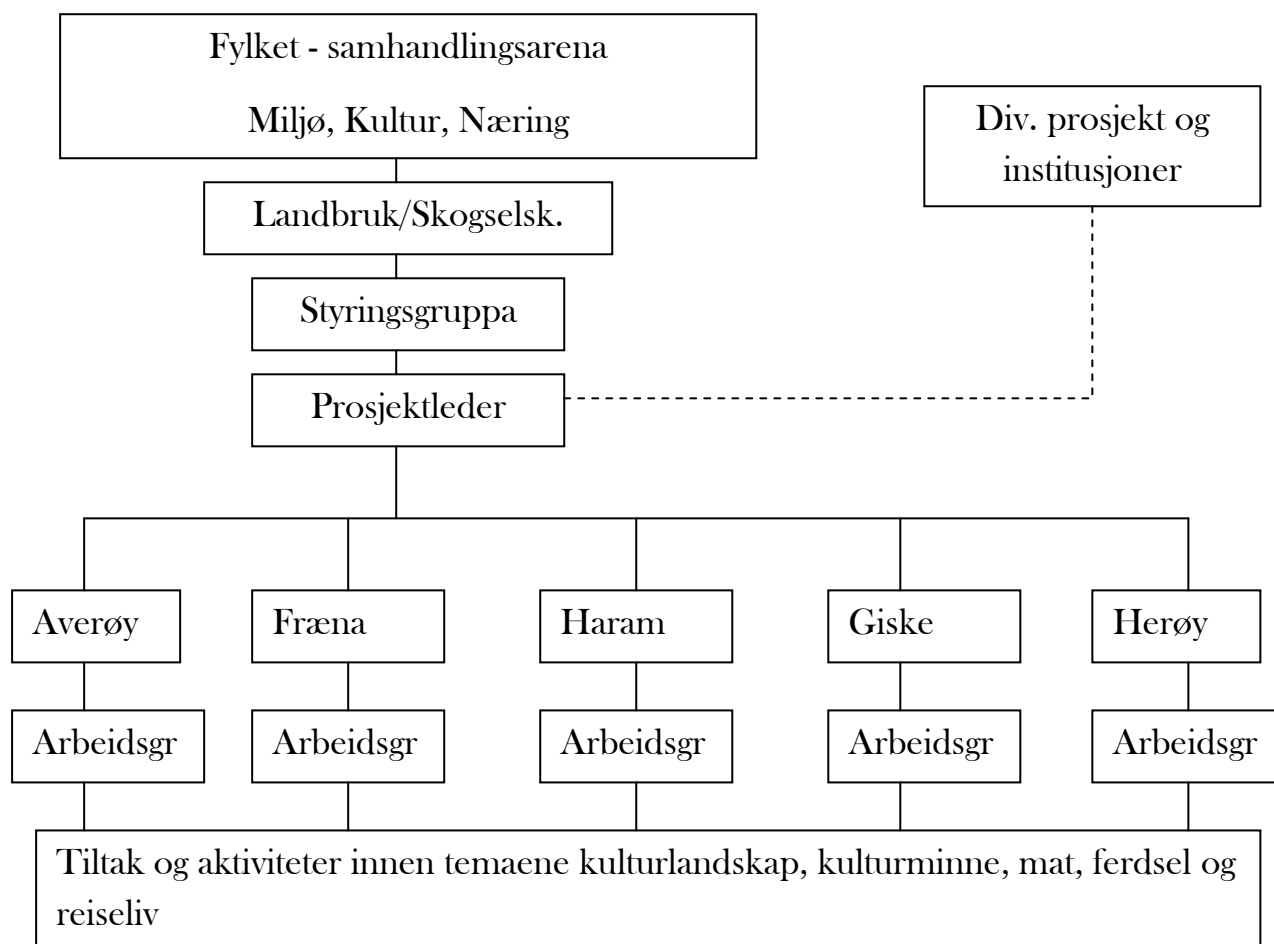 Fylket - samhandlingsarena
Miljø, Kultur, Næring
Div. prosjekt og
institusjoner
Landbruk/Skogselsk.
Styringsgruppa
Prosjektleder
Averøy
Fræna
Haram
Giske
Herøy
Arbeidsgr
Arbeidsgr
Arbeidsgr
Arbeidsgr
Arbeidsgr
Tiltak og aktiviteter innen temaene kulturlandskap, kulturminne, mat, ferdsel og
reiseliv